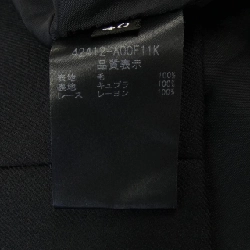 40
42412-A00F11K
品質表示
表地 毛 100%
裏地 キュプラ 100%
レース レーヨン 100%